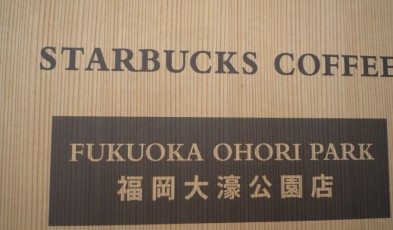 STARBUCKS COFFEE
FUKUOKA OHORI PARK
福岡大濠公園店